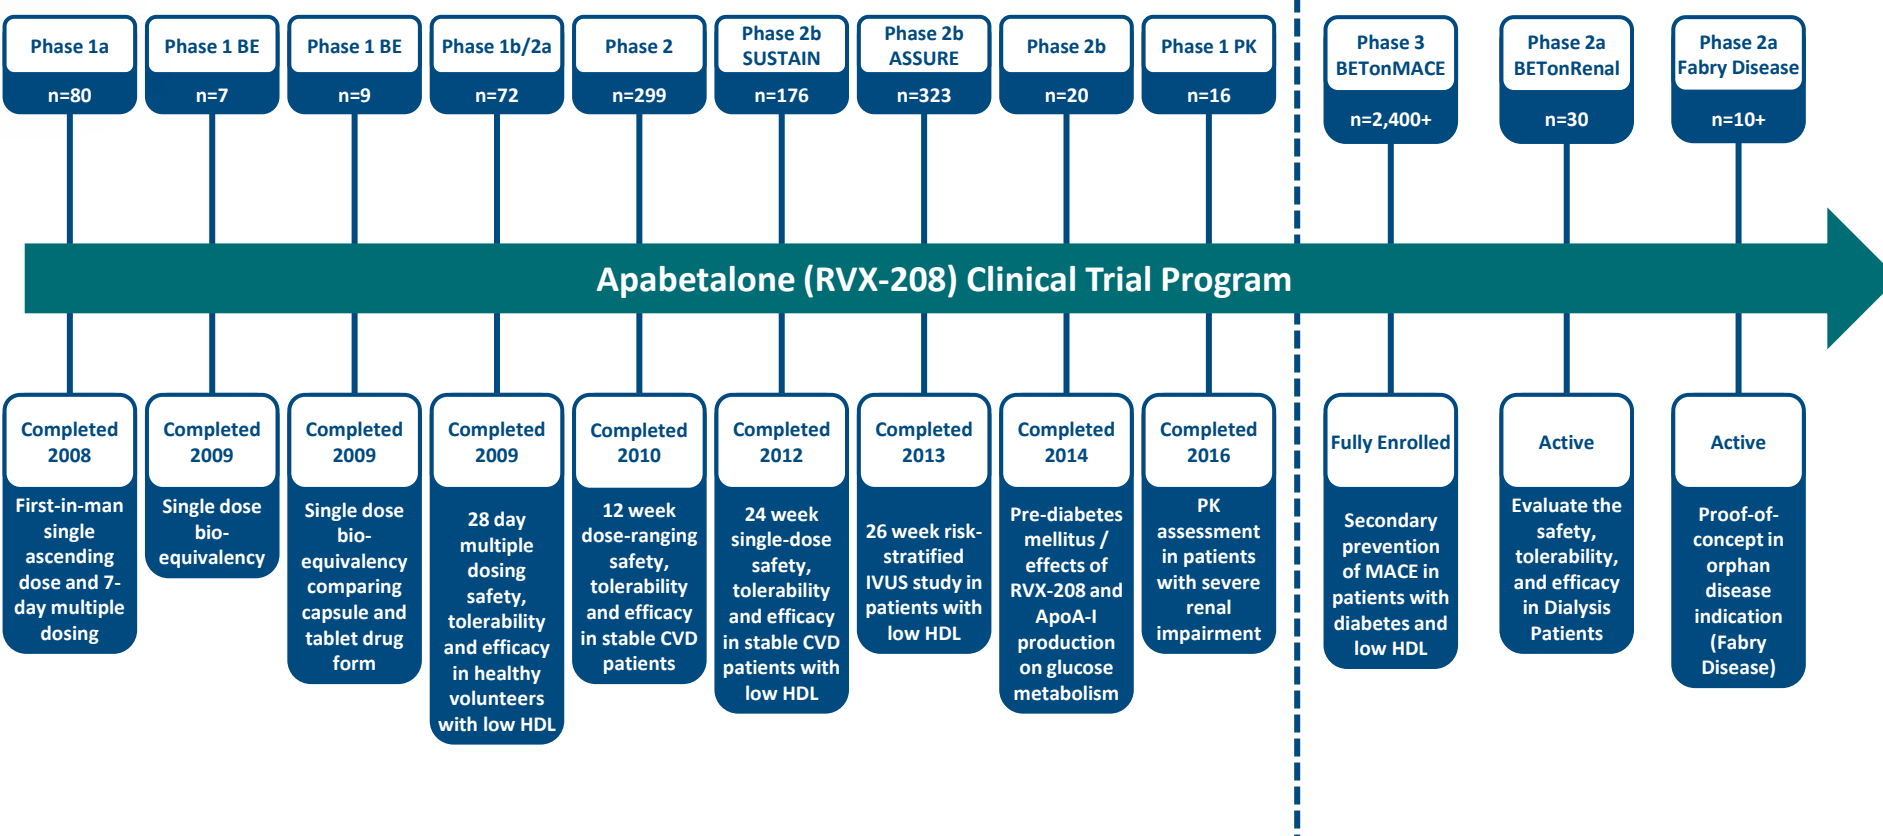 Phase 1a
n=80
Phase 1 BE
n=7
Phase 1 BE
n=9
Phase 1b/2a
n=72
Phase 2
n=299
Phase 2b
SUSTAIN
n=176
Phase 2b
ASSURE
n=323
Phase 2b
n=20
Phase 1 PK
n=16
Phase 3
BETonMACE
n=2,400+
Phase 2a
BETonRenal
n=30
Phase 2a
Fabry Disease
n=10+
Apabetalone (RVX-208) Clinical Trial Program
Completed
2008
First-in-man
single
ascending
dose and 7-
day multiple
dosing
Completed
2009
Single dose
bio-
equivalency
Completed
2009
Single dose
bio-
equivalency
comparing
capsule and
tablet drug
form
Completed
2009
28 day
multiple
dosing
safety,
tolerability
and efficacy
in healthy
volunteers
with low HDL
Completed
2010
12 week
dose-ranging
safety,
tolerability
and efficacy
in stable CVD
patients
Completed
2012
24 week
single-dose
safety,
tolerability
and efficacy
in stable CVD
patients with
low HDL
Completed
2013
26 week risk-
stratified
IVUS study in
patients with
low HDL
Completed
2014
Pre-diabetes
mellitus /
effects of
RVX-208 and
ApoA-I
production
on glucose
metabolism
Completed
2016
PK
assessment
in patients
with severe
renal
impairment
Fully Enrolled
Secondary
prevention
of MACE in
patients with
diabetes and
low HDL
Active
Evaluate the
safety,
tolerability,
and efficacy
in Dialysis
Patients
Active
Proof-of-
concept in
orphan
disease
indication
(Fabry
Disease)